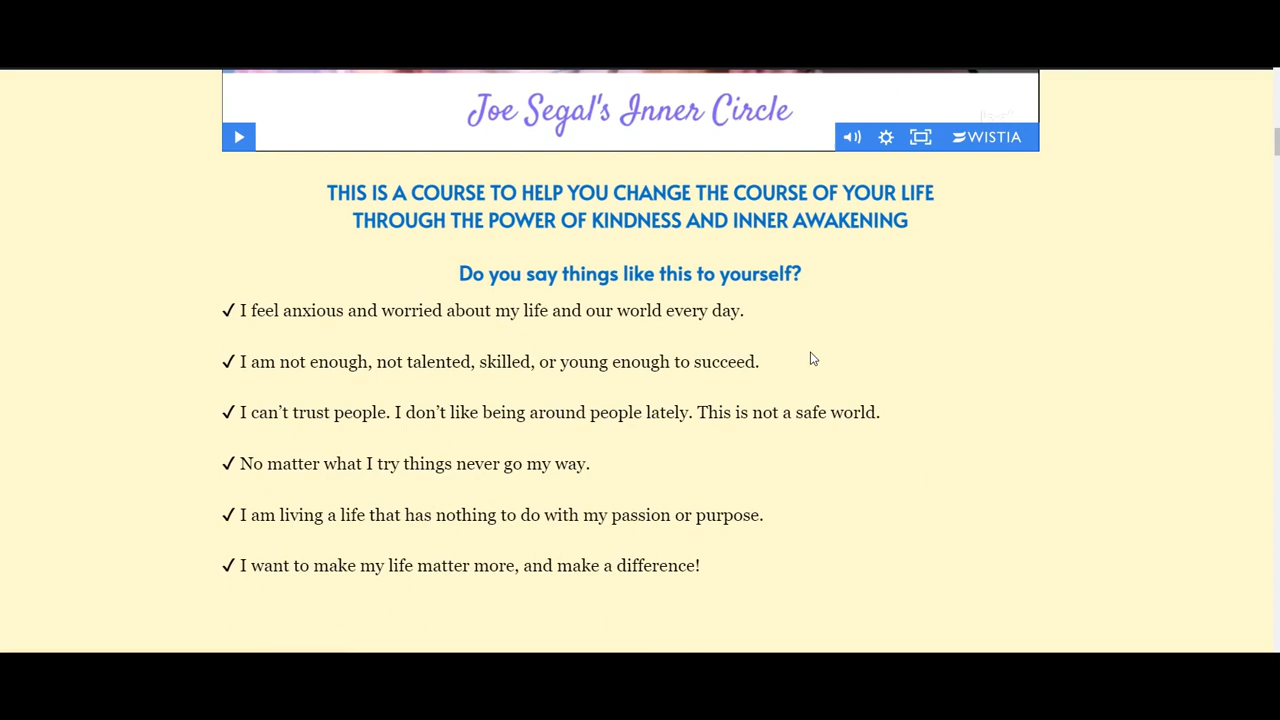 Joe Segal's Inner Circle
WISTIA
THIS IS A COURSE TO HELP YOU CHANGE THE COURSE OF YOUR LIFE
THROUGH THE POWER OF KINDNESS AND INNER AWAKENING
Do you say things like this to yourself?
✓ I feel anxious and worried about my life and our world every day.
✓ I am not enough, not talented, skilled, or young enough to succeed.
✓ I can’t trust people. I don’t like being around people lately. This is not a safe world.
✓ No matter what I try things never go my way.
✓ I am living a life that has nothing to do with my passion or purpose.
✓ I want to make my life matter more, and make a difference!